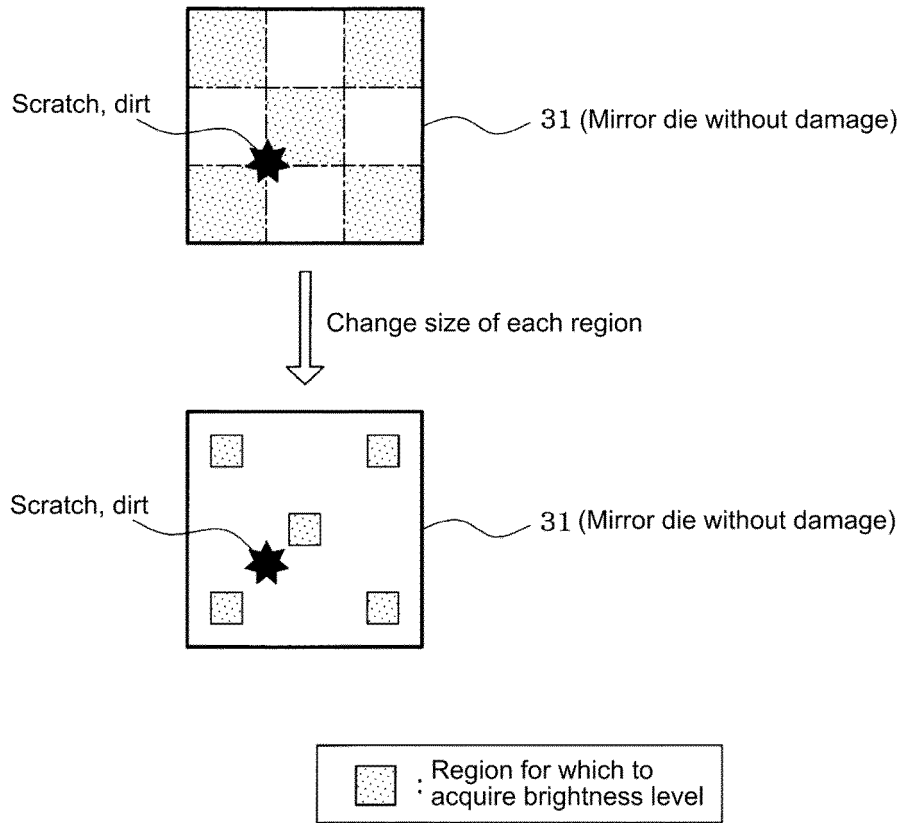 Scratch, dirt
31 (Mirror die without damage)
Change size of each region
Scratch, dirt
31 (Mirror die without damage)
: Region for which to
acquire brightness level